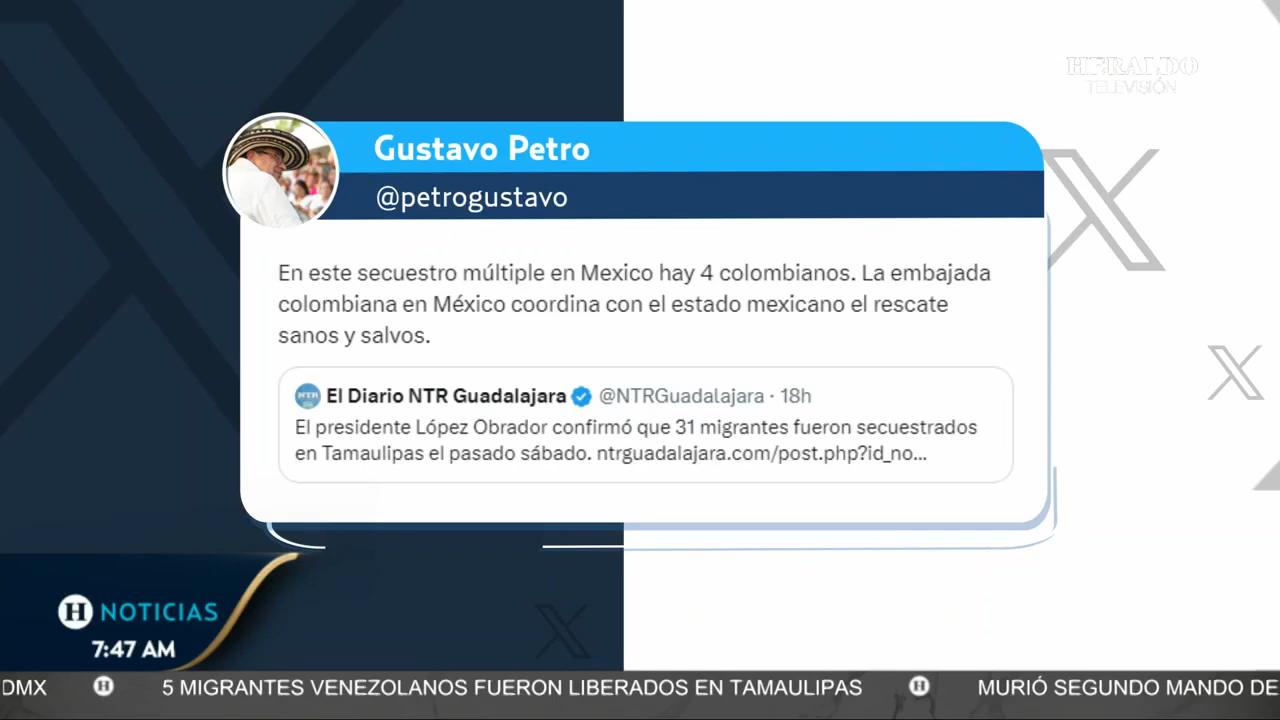 HERALDO
TELEVISIÓN
Gustavo Petro
@petrogustavo
En este secuestro múltiple en Mexico hay 4 colombianos. La embajada
colombiana en México coordina con el estado mexicano el rescate
sanos y salvos.
NTR
El Diario NTR Guadalajara @NTRGuadalajara · 18h
El presidente López Obrador confirmó que 31 migrantes fueron secuestrados
en Tamaulipas el pasado sábado. ntrguadalajara.com/post.php?id_no...
H NOTICIAS
7:47 AM
DMX H 5 MIGRANTES VENEZOLANOS FUERON LIBERADOS EN TAMAULIPAS H MURIÓ SEGUNDO MANDO DE